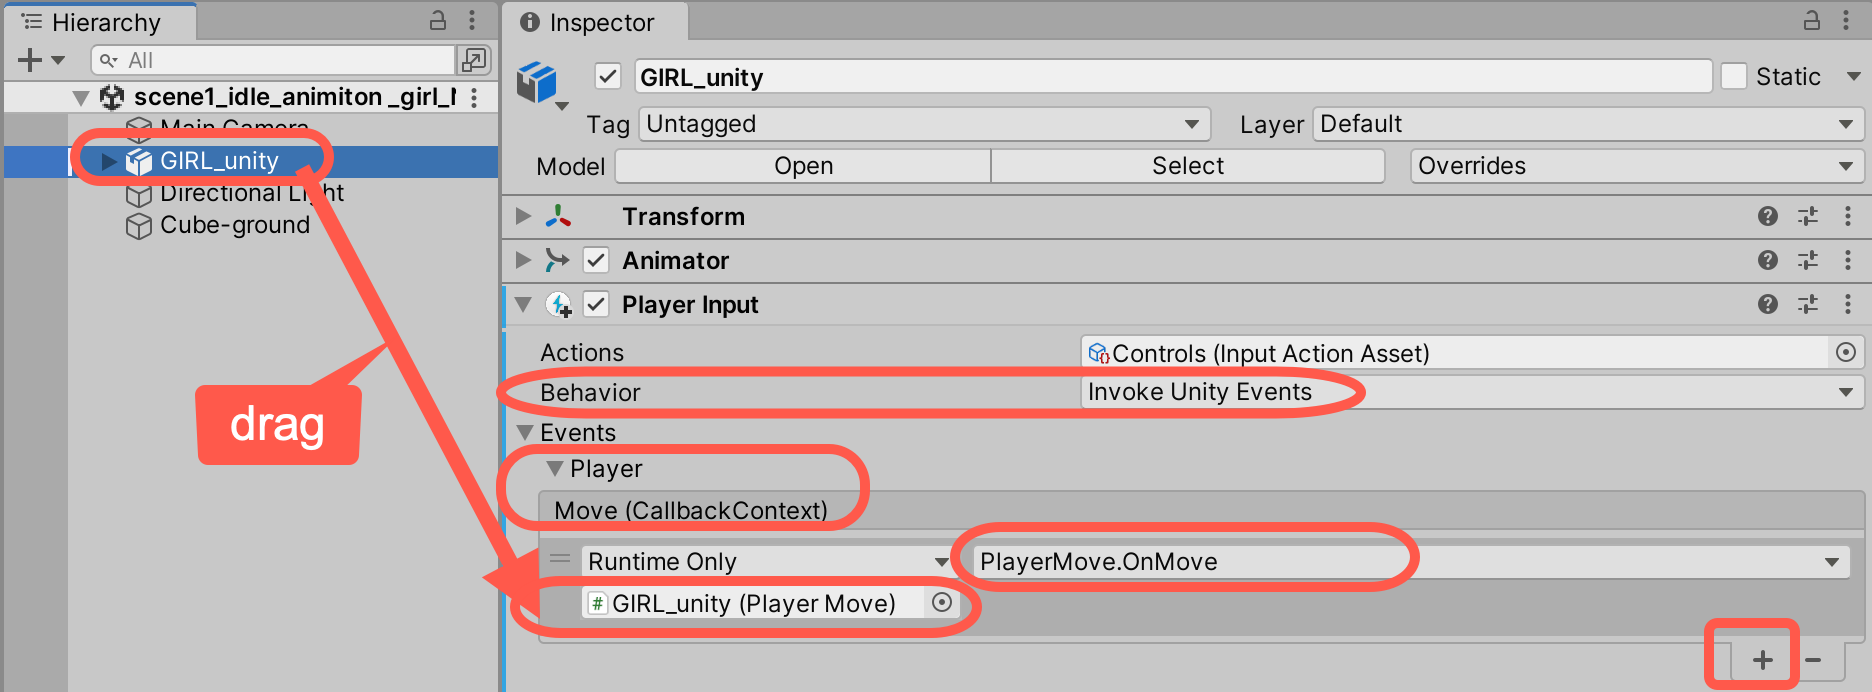 Hierarchy
All
scene1_idle_animiton _girl_
Main Camera
GIRL_unity
Directional Light
Cube-ground
drag
Inspector
GIRL_unity
Static
Tag Untagged
Layer Default
Model Open Select Overrides
Transform
Animator
Player Input
Actions Controls (Input Action Asset)
Behavior Invoke Unity Events
Events
Player
Move (CallbackContext)
Runtime Only PlayerMove.OnMove
GIRL_unity (Player Move)